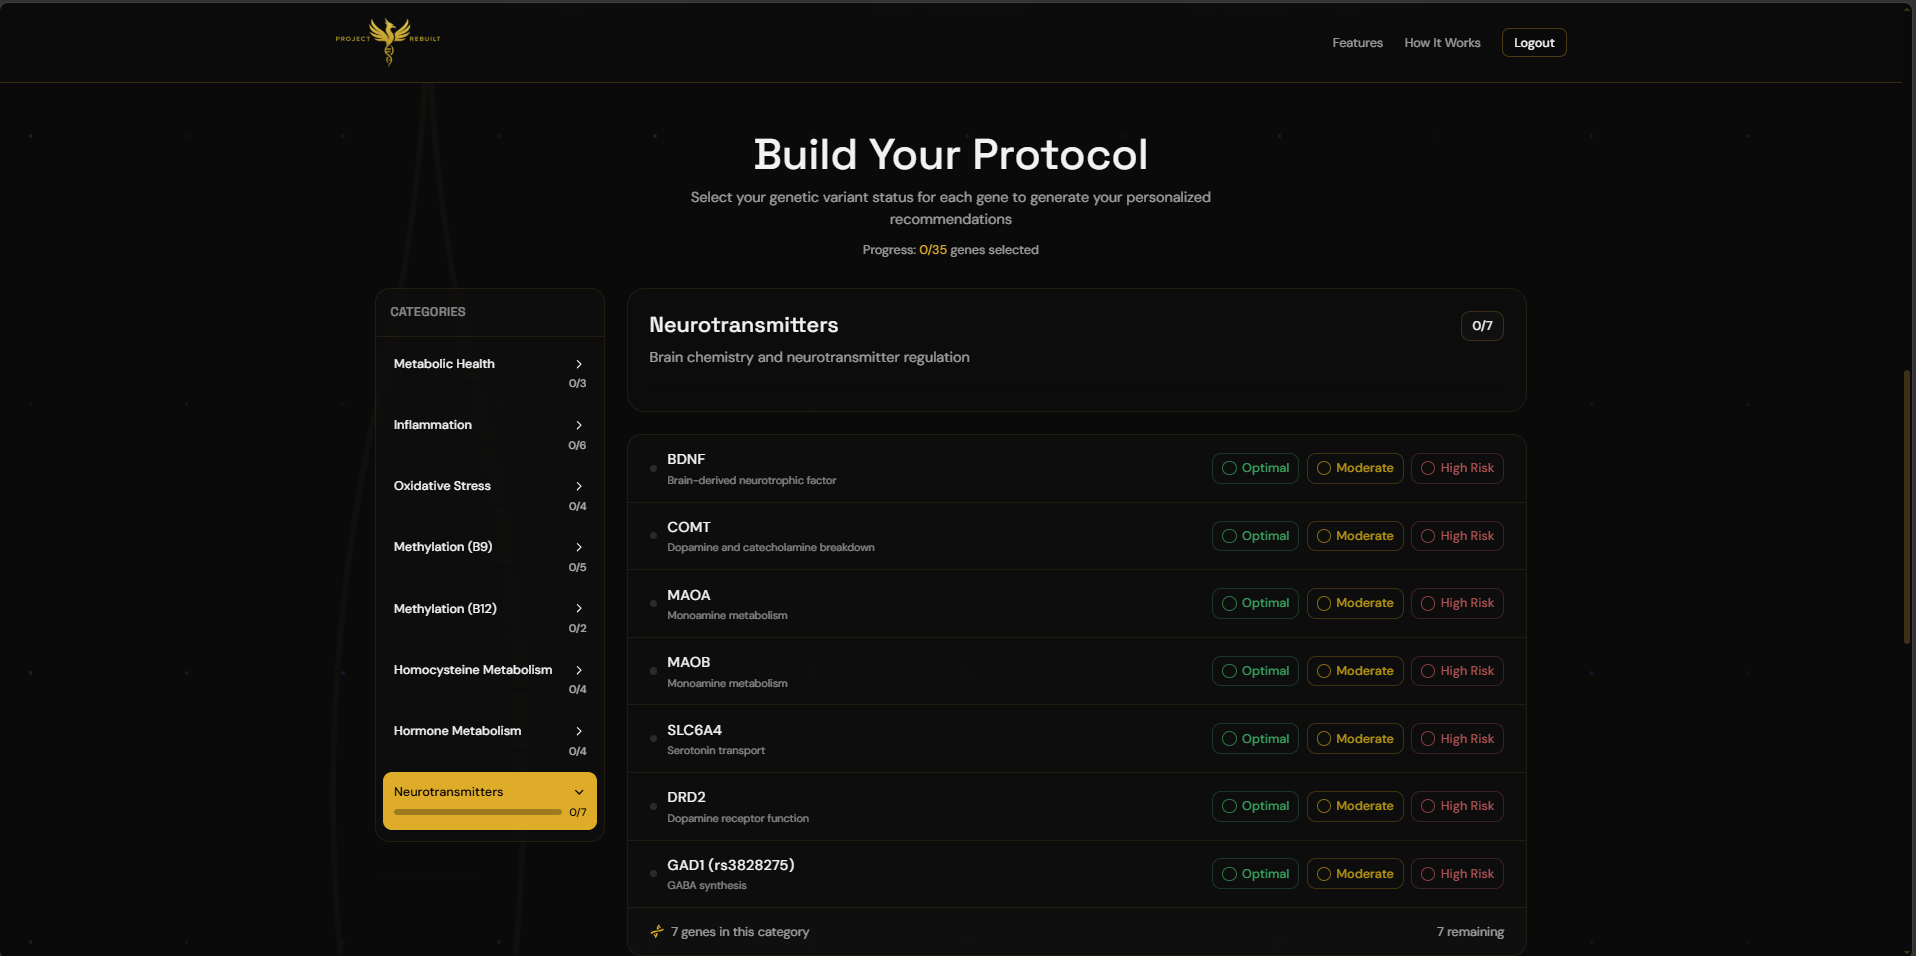 PROJECT REBUILT
Features
How It Works
Logout
Build Your Protocol
Select your genetic variant status for each gene to generate your personalized
recommendations
Progress: 0/35 genes selected
CATEGORIES
Metabolic Health
0/3
Inflammation
0/6
Oxidative Stress
0/4
Methylation (B9)
0/5
Methylation (B12)
0/2
Homocysteine Metabolism
0/4
Hormone Metabolism
0/4
Neurotransmitters
0/7
Neurotransmitters
0/7
Brain chemistry and neurotransmitter regulation
BDNF
Brain-derived neurotrophic factor
Optimal
Moderate
High Risk
COMT
Dopamine and catecholamine breakdown
Optimal
Moderate
High Risk
MAOA
Monoamine metabolism
Optimal
Moderate
High Risk
MAOB
Monoamine metabolism
Optimal
Moderate
High Risk
SLC6A4
Serotonin transport
Optimal
Moderate
High Risk
DRD2
Dopamine receptor function
Optimal
Moderate
High Risk
GAD1 (rs3828275)
GABA synthesis
Optimal
Moderate
High Risk
7 genes in this category
7 remaining